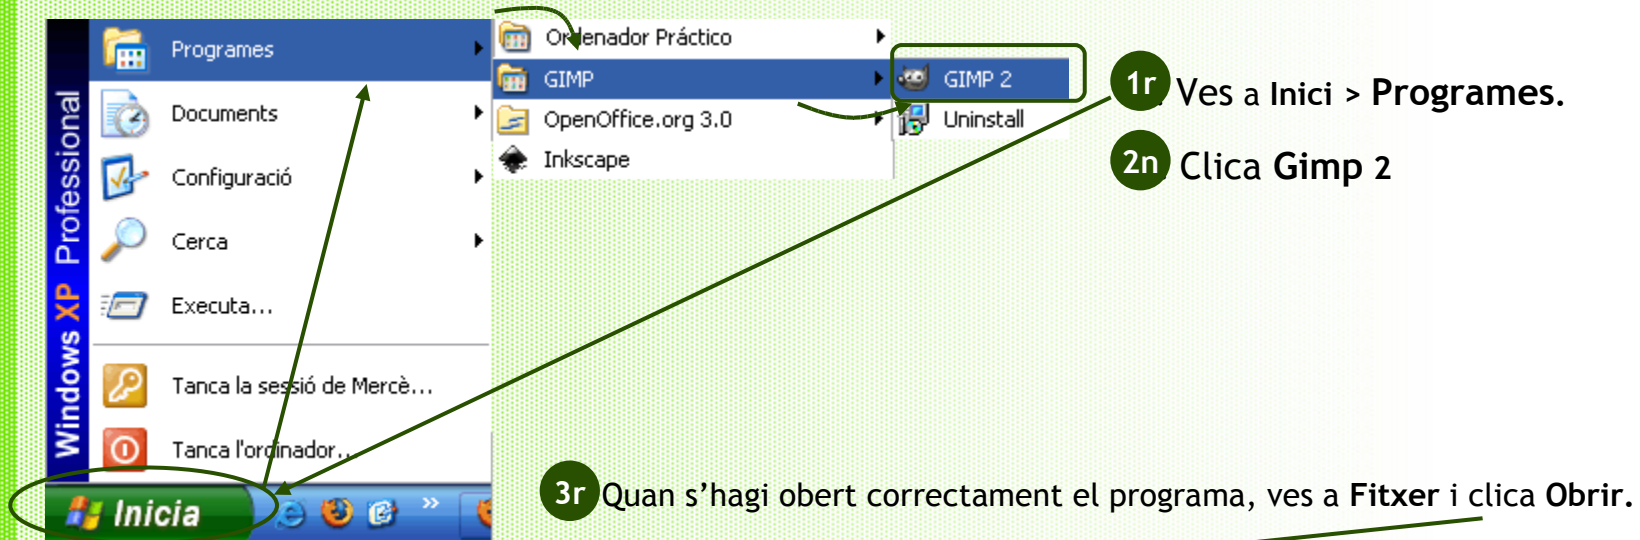 Windows XP Professional
Programes
Documents
Configuració
Cerca
Executa...
Tanca la sessió de Mercè...
Tanca l'ordinador...
Inicia
»
Ordenador Práctico
GIMP
OpenOffice.org 3.0
Inkscape
GIMP 2
Uninstall
1r. Ves a Inici > Programes.
2n. Clica Gimp 2
3r Quan s’hagi obert correctament el programa, ves a Fitxer i clica Obrir.